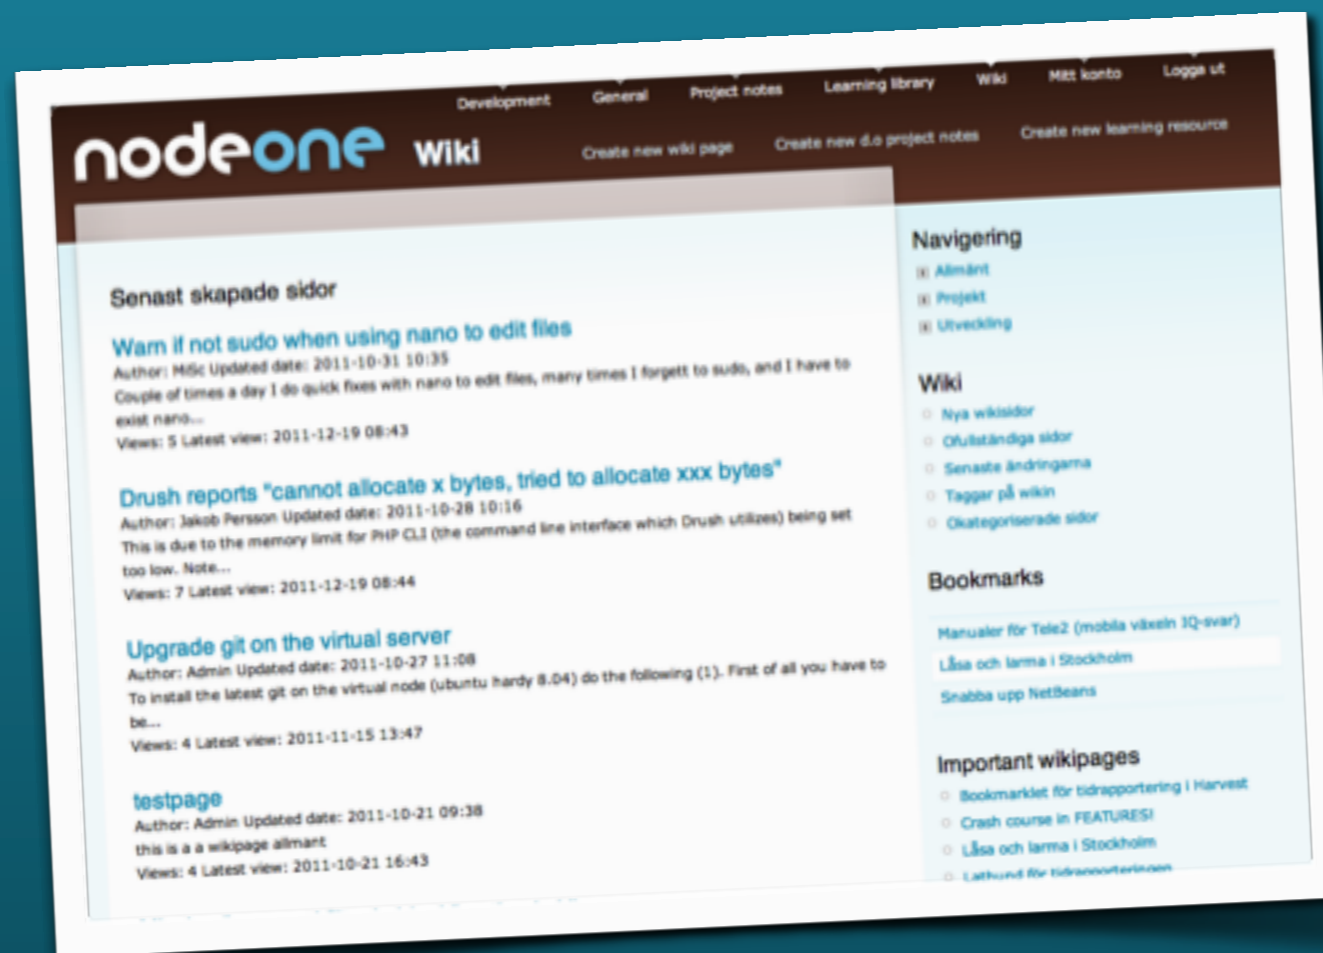 Development General Project notes Learning library Wiki Mitt konto Logga ut
nodeone Wiki
Create new wiki page Create new d.o project notes Create new learning resource
Senast skapade sidor
Warn if not sudo when using nano to edit files
Author: MiSc Updated date: 2011-10-31 10:35
Couple of times a day I do quick fixes with nano to edit files, many times I forgett to sudo, and I have to
exist nano...
Views: 5 Latest view: 2011-12-19 08:43
Drush reports "cannot allocate x bytes, tried to allocate xxx bytes"
Author: Jakob Persson Updated date: 2011-10-28 10:16
This is due to the memory limit for PHP CLI (the command line interface which Drush utilizes) being set
too low. Note...
Views: 7 Latest view: 2011-12-19 08:44
Upgrade git on the virtual server
Author: Admin Updated date: 2011-10-27 11:08
To install the latest git on the virtual node (ubuntu hardy 8.04) do the following (1). First of all you have to
be...
Views: 4 Latest view: 2011-11-15 13:47
testpage
Author: Admin Updated date: 2011-10-21 09:38
this is a a wikipage allmant
Views: 4 Latest view: 2011-10-21 16:43
Navigering
Allmänt
Projekt
Utveckling
Wiki
Nya wikisidor
Ofullständiga sidor
Senaste ändringarna
Taggar på wikin
Okategoriserade sidor
Bookmarks
Manualer för Tele2 (mobila växeln IQ-svar)
Låsa och larma i Stockholm
Snabba upp NetBeans
Important wikipages
Bookmarklet för tidrapportering i Harvest
Crash course in FEATURES!
Låsa och larma i Stockholm
Lathund för tidrapporteringen